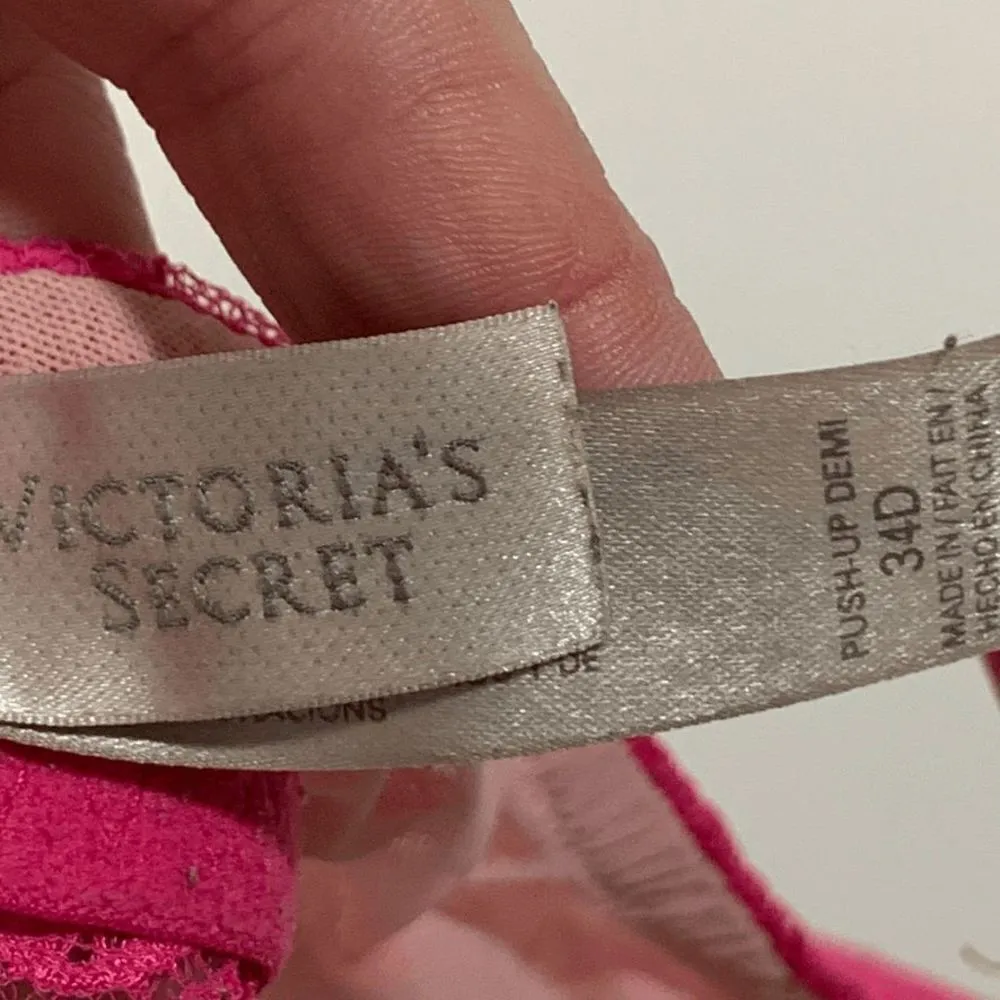 VICTORIA'S
SECRET
PUSH-UP DEMI
34D
MADE IN / FAIT EN /
HECHO EN CHINA